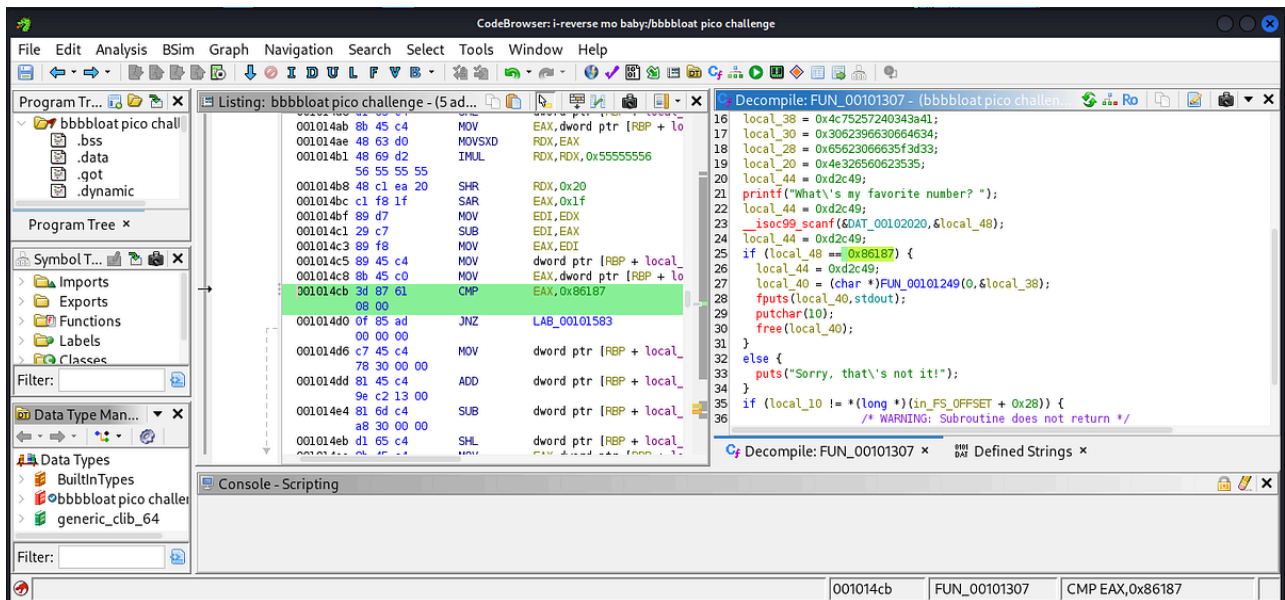 CodeBrowser: i-reverse mo baby:/bbbbloat pico challenge
File Edit Analysis BSim Graph Navigation Search Select Tools Window Help
I D U L F V B
Program Tr...
bbbbloat pico chall
.bss
.data
.got
.dynamic
Program Tree ×
Symbol T...
Imports
Exports
Functions
Labels
Classes
Filter:
Data Type Man...
Data Types
BuiltInTypes
bbbbloat pico challer
generic_clib_64
Filter:
Listing: bbbbloat pico challenge - (5 ad...
001014ab 8b 45 c4 MOV EAX,dword ptr [RBP + lo
001014ae 48 63 d0 MOVSXD RDX,EAX
001014b1 48 69 d2 IMUL RDX,RDX,0x55555556
56 55 55 55
001014b8 48 c1 ea 20 SHR RDX,0x20
001014bc c1 f8 1f SAR EAX,0x1f
001014bf 89 d7 MOV EDI,EDX
001014c1 29 c7 SUB EDI,EAX
001014c3 89 f8 MOV EAX,EDI
001014c5 89 45 c4 MOV dword ptr [RBP + local_
001014c8 8b 45 c0 MOV EAX,dword ptr [RBP + lo
001014cb 3d 87 61 CMP EAX,0x86187
08 00
001014d0 0f 85 ad JNZ LAB_00101583
00 00 00
001014d6 c7 45 c4 MOV dword ptr [RBP + local_
78 30 00 00
001014dd 81 45 c4 ADD dword ptr [RBP + local_
9e c2 13 00
001014e4 81 6d c4 SUB dword ptr [RBP + local_
a8 30 00 00
001014eb d1 65 c4 SHL dword ptr [RBP + local_
Decompile: FUN_00101307 - (bbbbloat pico challen...
Ro
16 local_38 = 0x4c75257240343a41;
17 local_30 = 0x3062396630664634;
18 local_28 = 0x65623066635f3d33;
19 local_20 = 0x4e326560623535;
20 local_44 = 0xd2c49;
21 printf("What\'s my favorite number? ");
22 local_44 = 0xd2c49;
23 __isoc99_scanf(&DAT_00102020,&local_48);
24 local_44 = 0xd2c49;
25 if (local_48 == 0x86187) {
26 local_44 = 0xd2c49;
27 local_40 = (char *)FUN_00101249(0,&local_38);
28 fputs(local_40,stdout);
29 putchar(10);
30 free(local_40);
31 }
32 else {
33 puts("Sorry, that\'s not it!");
34 }
35 if (local_10 != *(long *)(in_FS_OFFSET + 0x28)) {
36 /* WARNING: Subroutine does not return */
Decompile: FUN_00101307 × Defined Strings ×
Console - Scripting
001014cb FUN_00101307 CMP EAX,0x86187